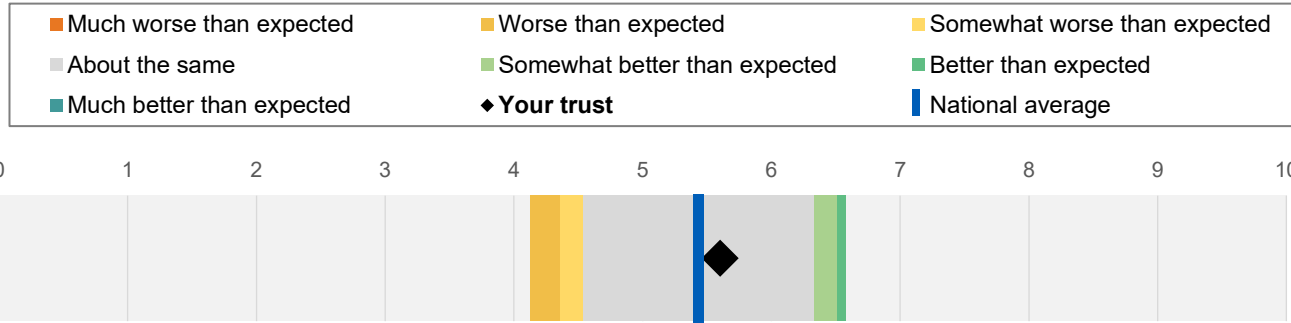 Much worse than expected Worse than expected Somewhat worse than expected
About the same Somewhat better than expected Better than expected
Much better than expected Your trust National average
0 1 2 3 4 5 6 7 8 9 10